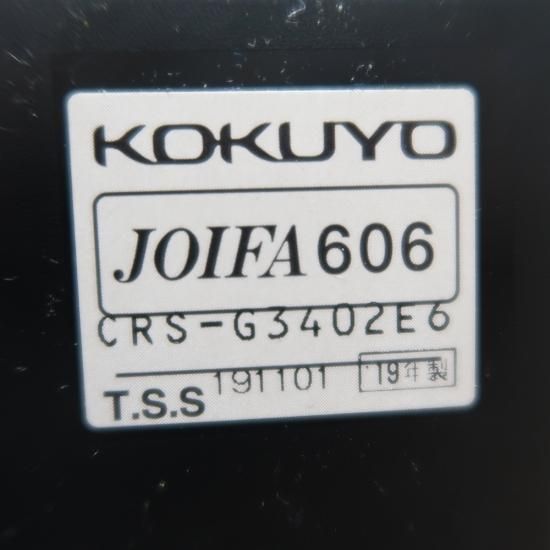 KOKUYO
JOIFA 606
CRS-G3402E6
191101 '19年製
T.S.S